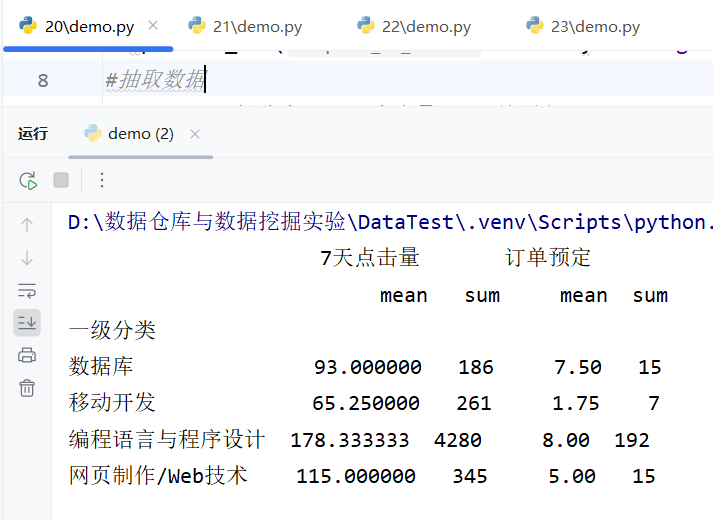 20\demo.py 21\demo.py 22\demo.py 23\demo.py
8 #抽取数据
运行 demo (2)
D:\数据仓库与数据挖掘实验\DataTest\.venv\Scripts\python.
7天点击量 订单预定
mean sum mean sum
一级分类
数据库 93.000000 186 7.50 15
移动开发 65.250000 261 1.75 7
编程语言与程序设计 178.333333 4280 8.00 192
网页制作/Web技术 115.000000 345 5.00 15